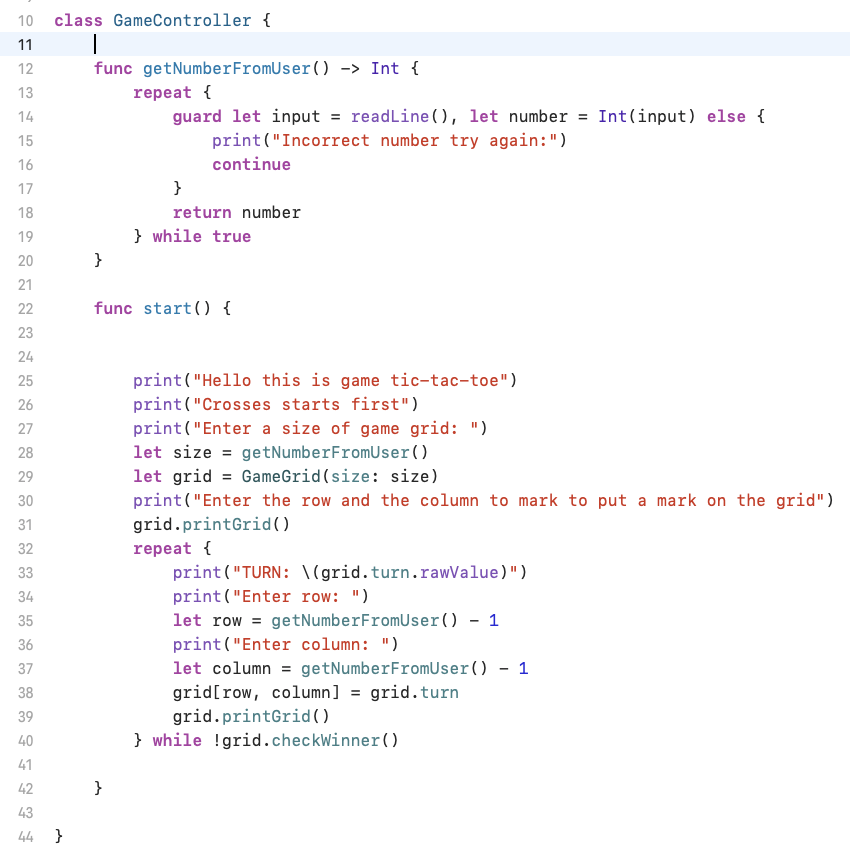 10 class GameController {
11
12 func getNumberFromUser() -> Int {
13 repeat {
14 guard let input = readLine(), let number = Int(input) else {
15 print("Incorrect number try again:")
16 continue
17 }
18 return number
19 } while true
20 }
21
22 func start() {
23
24
25 print("Hello this is game tic-tac-toe")
26 print("Crosses starts first")
27 print("Enter a size of game grid: ")
28 let size = getNumberFromUser()
29 let grid = GameGrid(size: size)
30 print("Enter the row and the column to mark to put a mark on the grid")
31 grid.printGrid()
32 repeat {
33 print("TURN: \(grid.turn.rawValue)")
34 print("Enter row: ")
35 let row = getNumberFromUser() - 1
36 print("Enter column: ")
37 let column = getNumberFromUser() - 1
38 grid[row, column] = grid.turn
39 grid.printGrid()
40 } while !grid.checkWinner()
41
42 }
43
44 }